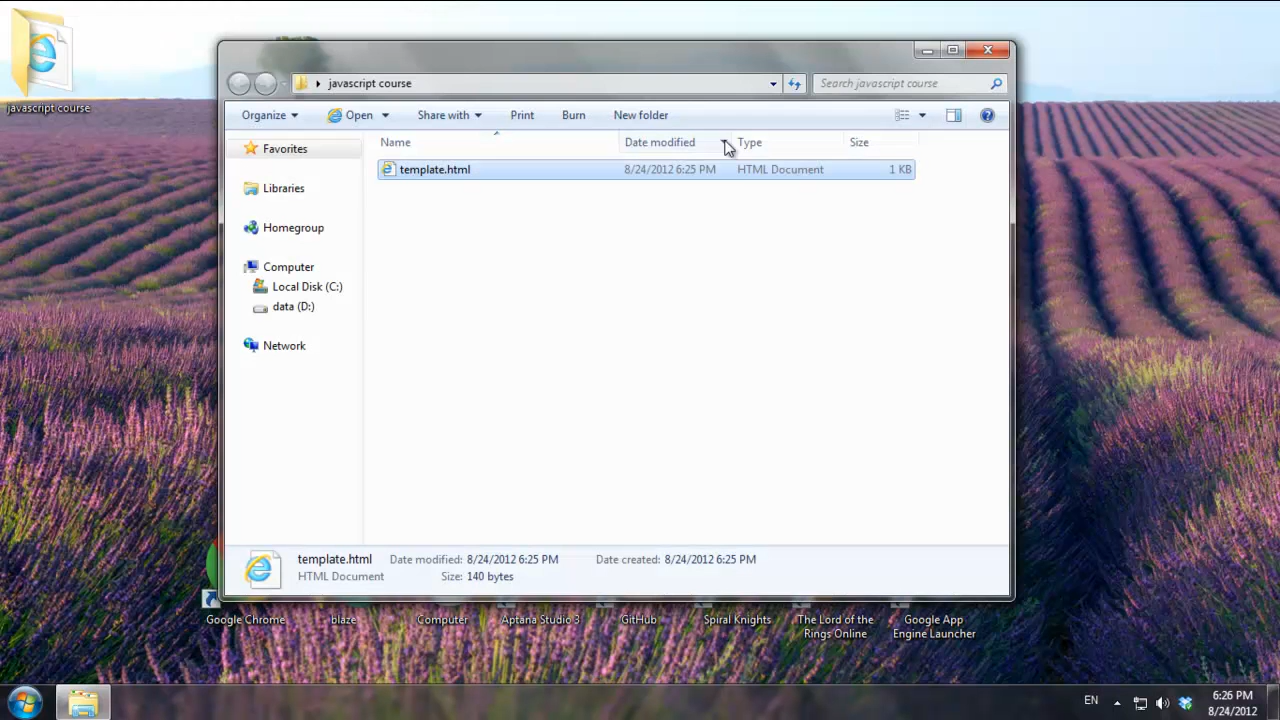 javascript course
javascript course
Search javascript course
Organize
Open
Share with
Print
Burn
New folder
Favorites
Libraries
Homegroup
Computer
Local Disk (C:)
data (D:)
Network
Name
Date modified
Type
Size
template.html
8/24/2012 6:25 PM
HTML Document
1 KB
template.html
Date modified: 8/24/2012 6:25 PM
Date created: 8/24/2012 6:25 PM
HTML Document
Size: 140 bytes
Google Chrome
blaze
Computer
Aptana Studio 3
GitHub
Spiral Knights
The Lord of the
Rings Online
Google App
Engine Launcher
EN
6:26 PM
8/24/2012